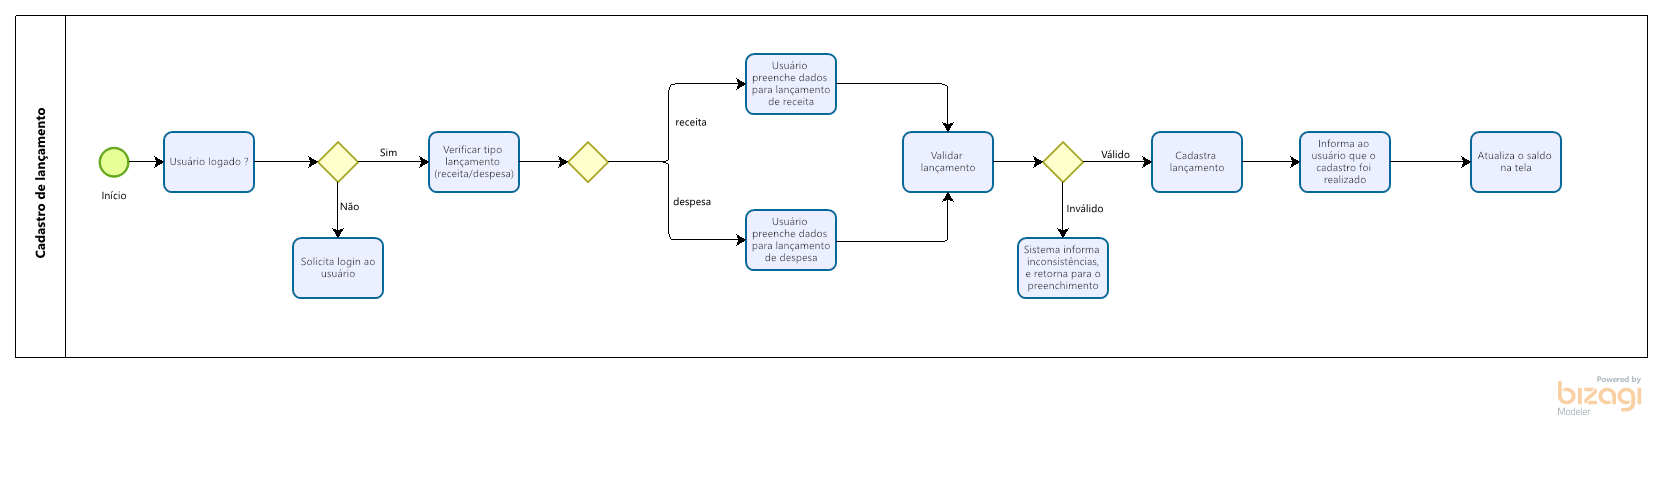 Cadastro de lançamento
Início
Usuário logado ?
Sim
Não
Solicita login ao
usuário
Verificar tipo
lançamento
(receita/despesa)
receita
despesa
Usuário
preenche dados
para lançamento
de receita
Usuário
preenche dados
para lançamento
de despesa
Validar
lançamento
Válido
Inválido
Sistema informa
inconsistências,
e retorna para o
preenchimento
Cadastra
lançamento
Informa ao
usuário que o
cadastro foi
realizado
Atualiza o saldo
na tela
Powered by
bizagi
Modeler